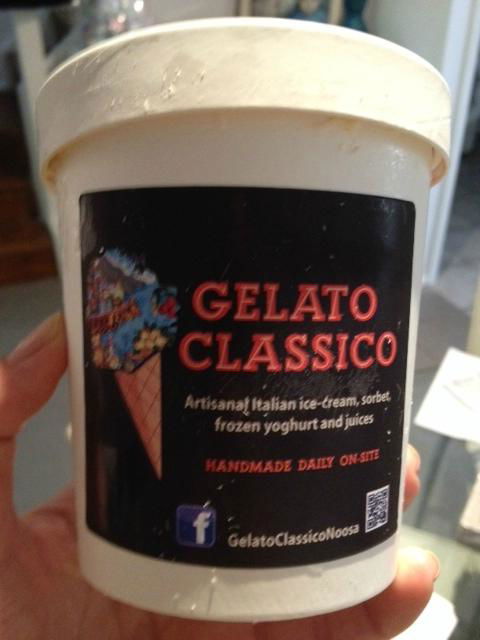 GELATO
CLASSICO
Artisanal Italian ice-cream, sorbet,
frozen yoghurt and juices
HANDMADE DAILY ON-SITE
f
GelatoClassicoNoosa